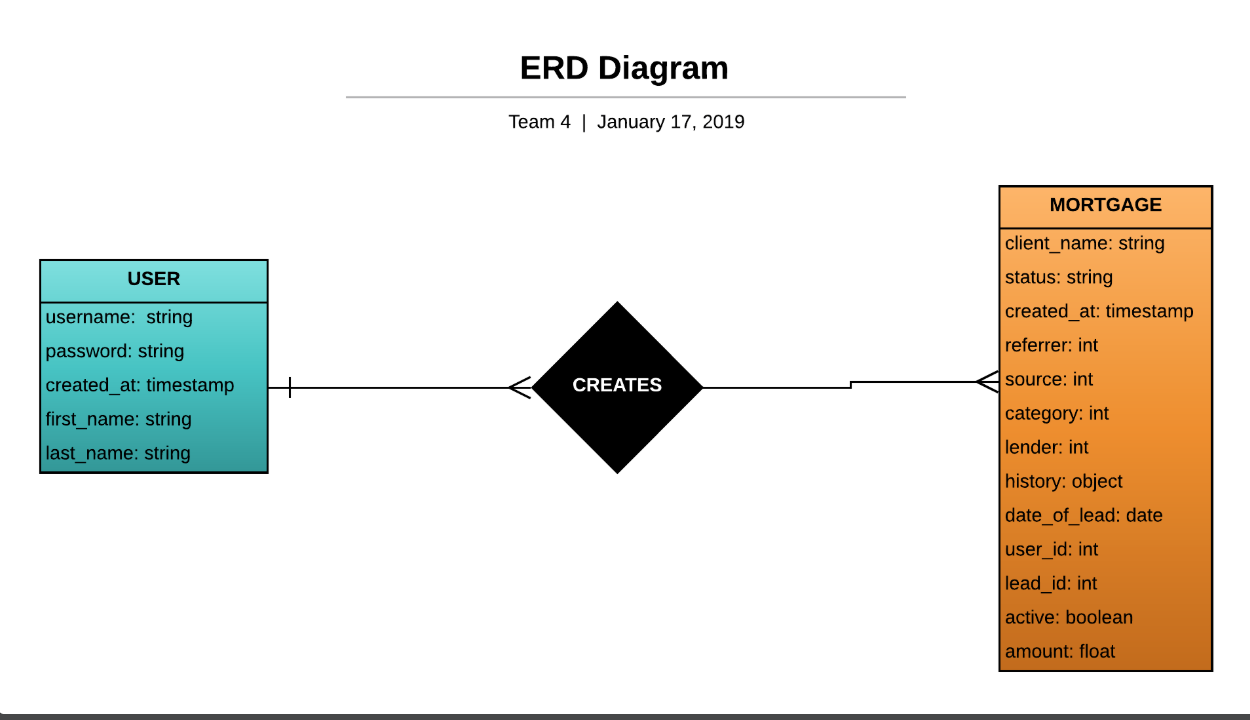 ERD Diagram
Team 4 | January 17, 2019
USER
username:  string
password: string
created_at: timestamp
first_name: string
last_name: string
CREATES
MORTGAGE
client_name: string
status: string
created_at: timestamp
referrer: int
source: int
category: int
lender: int
history: object
date_of_lead: date
user_id: int
lead_id: int
active: boolean
amount: float